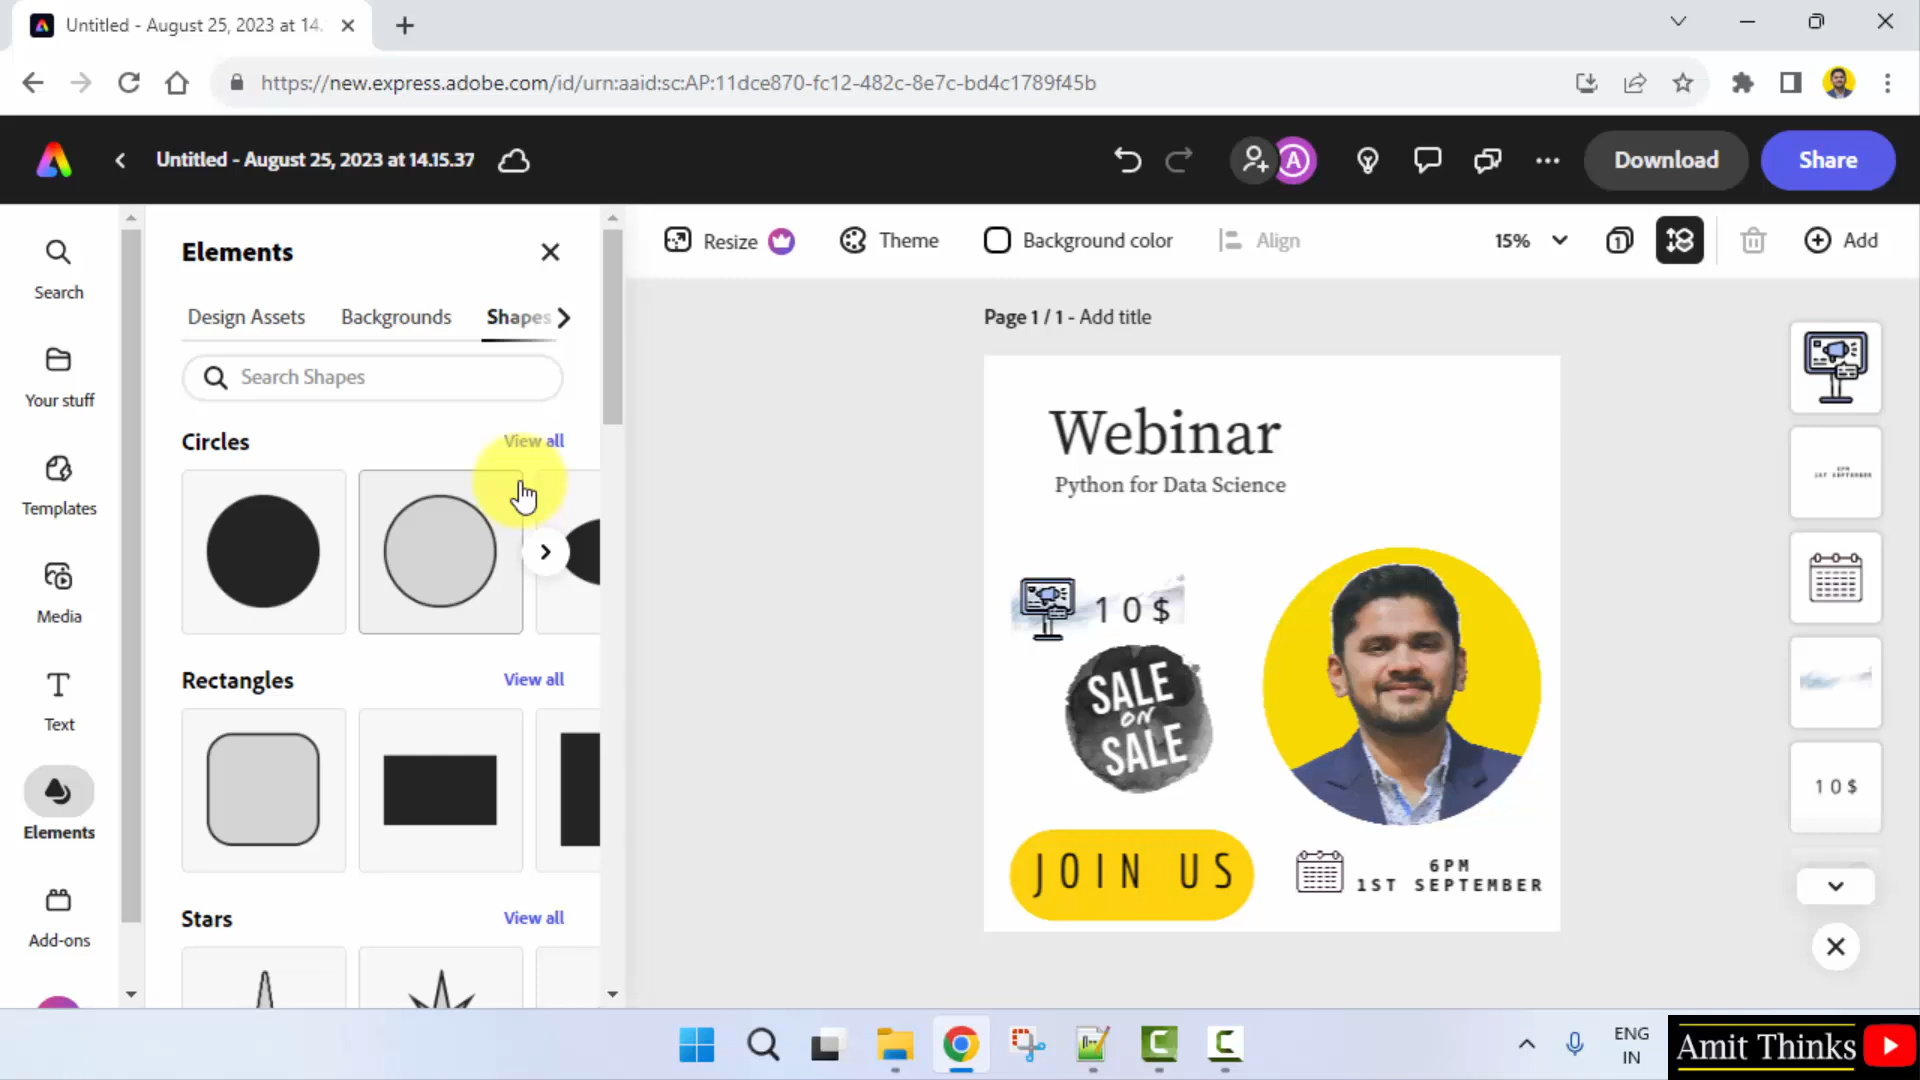 Untitled - August 25, 2023 at 14.
https://new.express.adobe.com/id/urn:aaid:sc:AP:11dce870-fc12-482c-8e7c-bd4c1789f45b
Untitled - August 25, 2023 at 14.15.37
A
Download
Share
Search
Your stuff
Templates
Media
Text
Elements
Add-ons
Elements
Design Assets
Backgrounds
Shapes
Search Shapes
Circles
View all
Rectangles
View all
Stars
View all
Resize
Theme
Background color
Align
15%
1
Add
Page 1 / 1 - Add title
Webinar
Python for Data Science
10$
SALE
ON
SALE
JOIN US
6PM
1ST SEPTEMBER
6PM
1ST SEPTEMBER
10$
ENG
IN
Amit Thinks